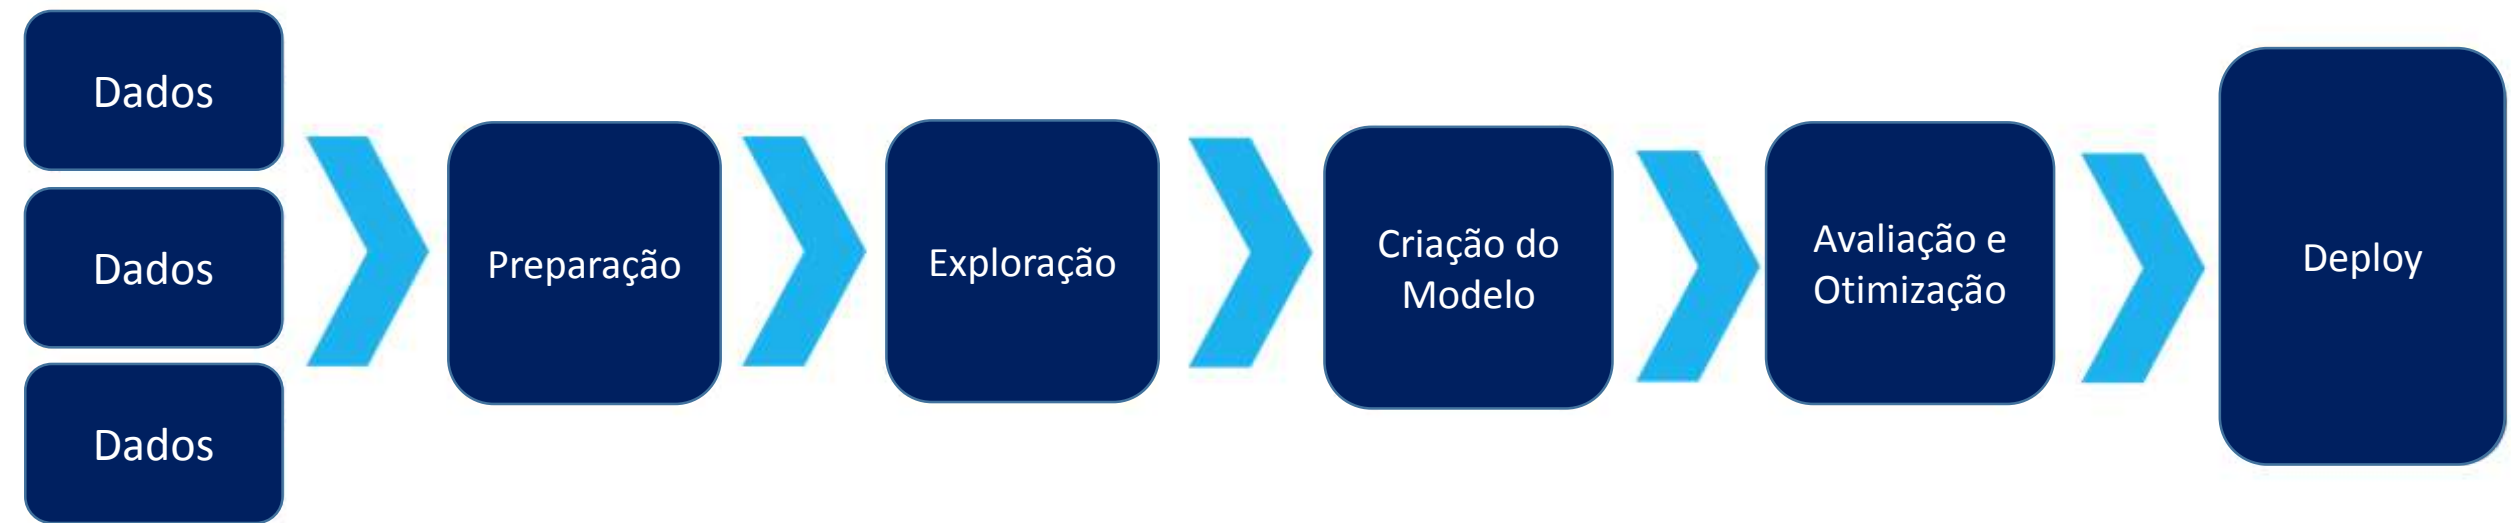 Dados
Dados
Dados
Preparação
Exploração
Criação do
Modelo
Avaliação e
Otimização
Deploy